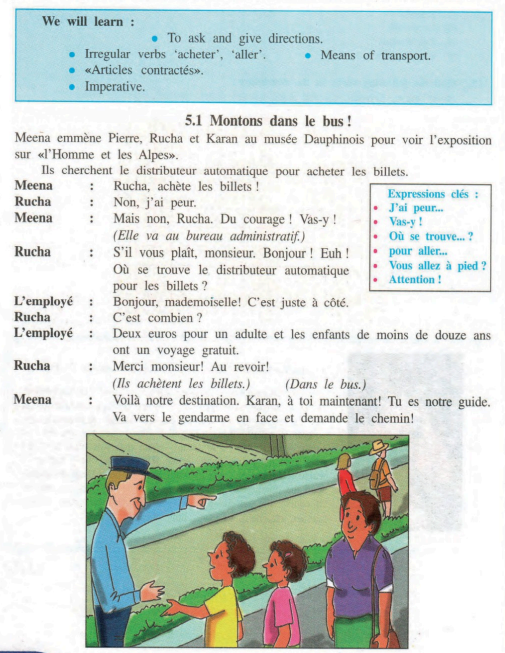 We will learn :
• To ask and give directions.
• Irregular verbs ‘acheter’, ‘aller’. • Means of transport.
• «Articles contractés».
• Imperative.
5.1 Montons dans le bus !
Meena emmène Pierre, Rucha et Karan au musée Dauphinois pour voir l’exposition
sur «l’Homme et les Alpes».
Ils cherchent le distributeur automatique pour acheter les billets.
Meena : Rucha, achète les billets !
Rucha : Non, j’ai peur.
Meena : Mais non, Rucha. Du courage ! Vas-y !
(Elle va au bureau administratif.)
Rucha : S’il vous plaît, monsieur. Bonjour ! Euh !
Où se trouve le distributeur automatique
pour les billets ?
Expressions clés :
• J’ai peur...
• Vas-y !
• Où se trouve... ?
• pour aller...
• Vous allez à pied ?
• Attention !
L’employé : Bonjour, mademoiselle! C’est juste à côté.
Rucha : C’est combien ?
L’employé : Deux euros pour un adulte et les enfants de moins de douze ans
ont un voyage gratuit.
Rucha : Merci monsieur! Au revoir!
(Ils achètent les billets.) (Dans le bus.)
Meena : Voilà notre destination. Karan, à toi maintenant! Tu es notre guide.
Va vers le gendarme en face et demande le chemin!